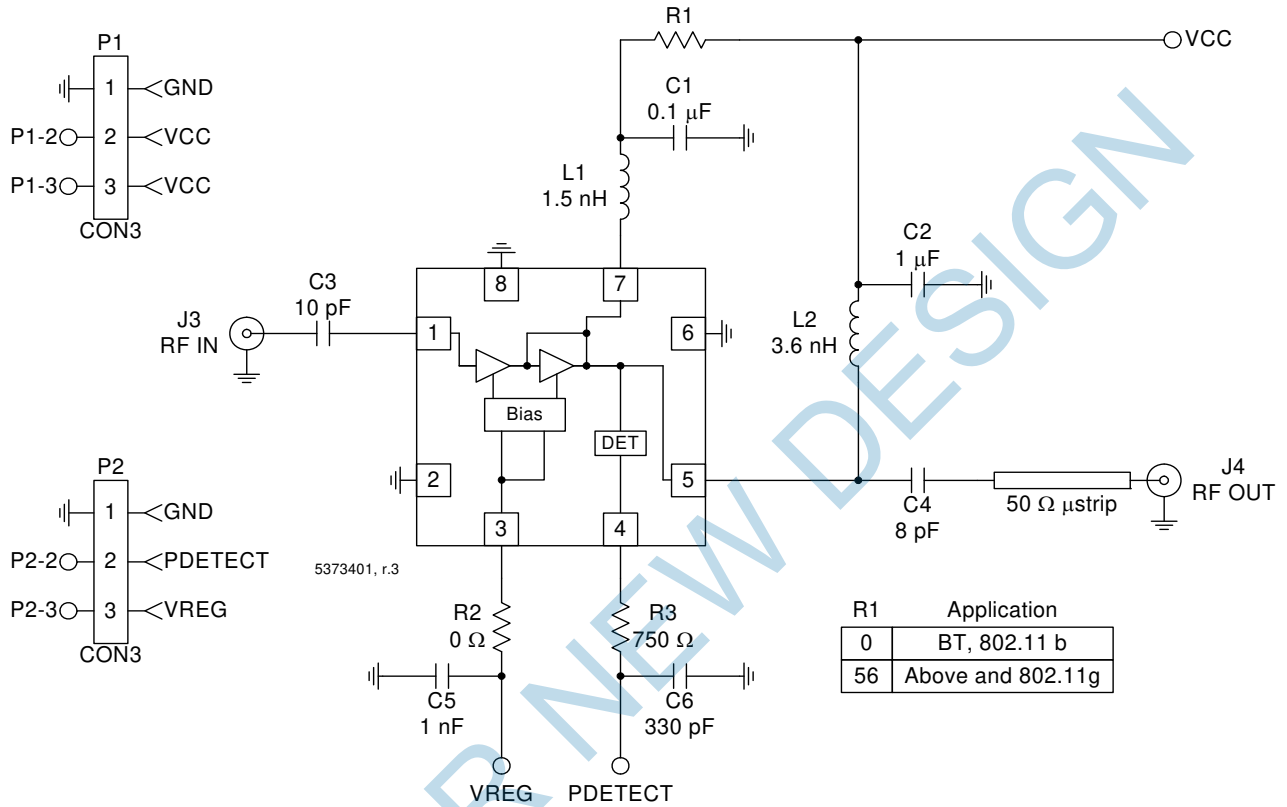 P1
1
GND
P1-2
2
VCC
P1-3
3
VCC
CON3
R1
VCC
C1
0.1 μF
L1
1.5 nH
C2
1 μF
L2
3.6 nH
C3
10 pF
J3
RF IN
8
7
1
6
Bias
DET
2
5
3
4
5373401, r.3
C4
8 pF
50 Ω μstrip
J4
RF OUT
P2
1
GND
P2-2
2
PDETECT
P2-3
3
VREG
CON3
R2
0 Ω
R3
750 Ω
C5
1 nF
C6
330 pF
VREG
PDETECT
R1 Application
0 BT, 802.11 b
56 Above and 802.11g
R NEW DESIGN